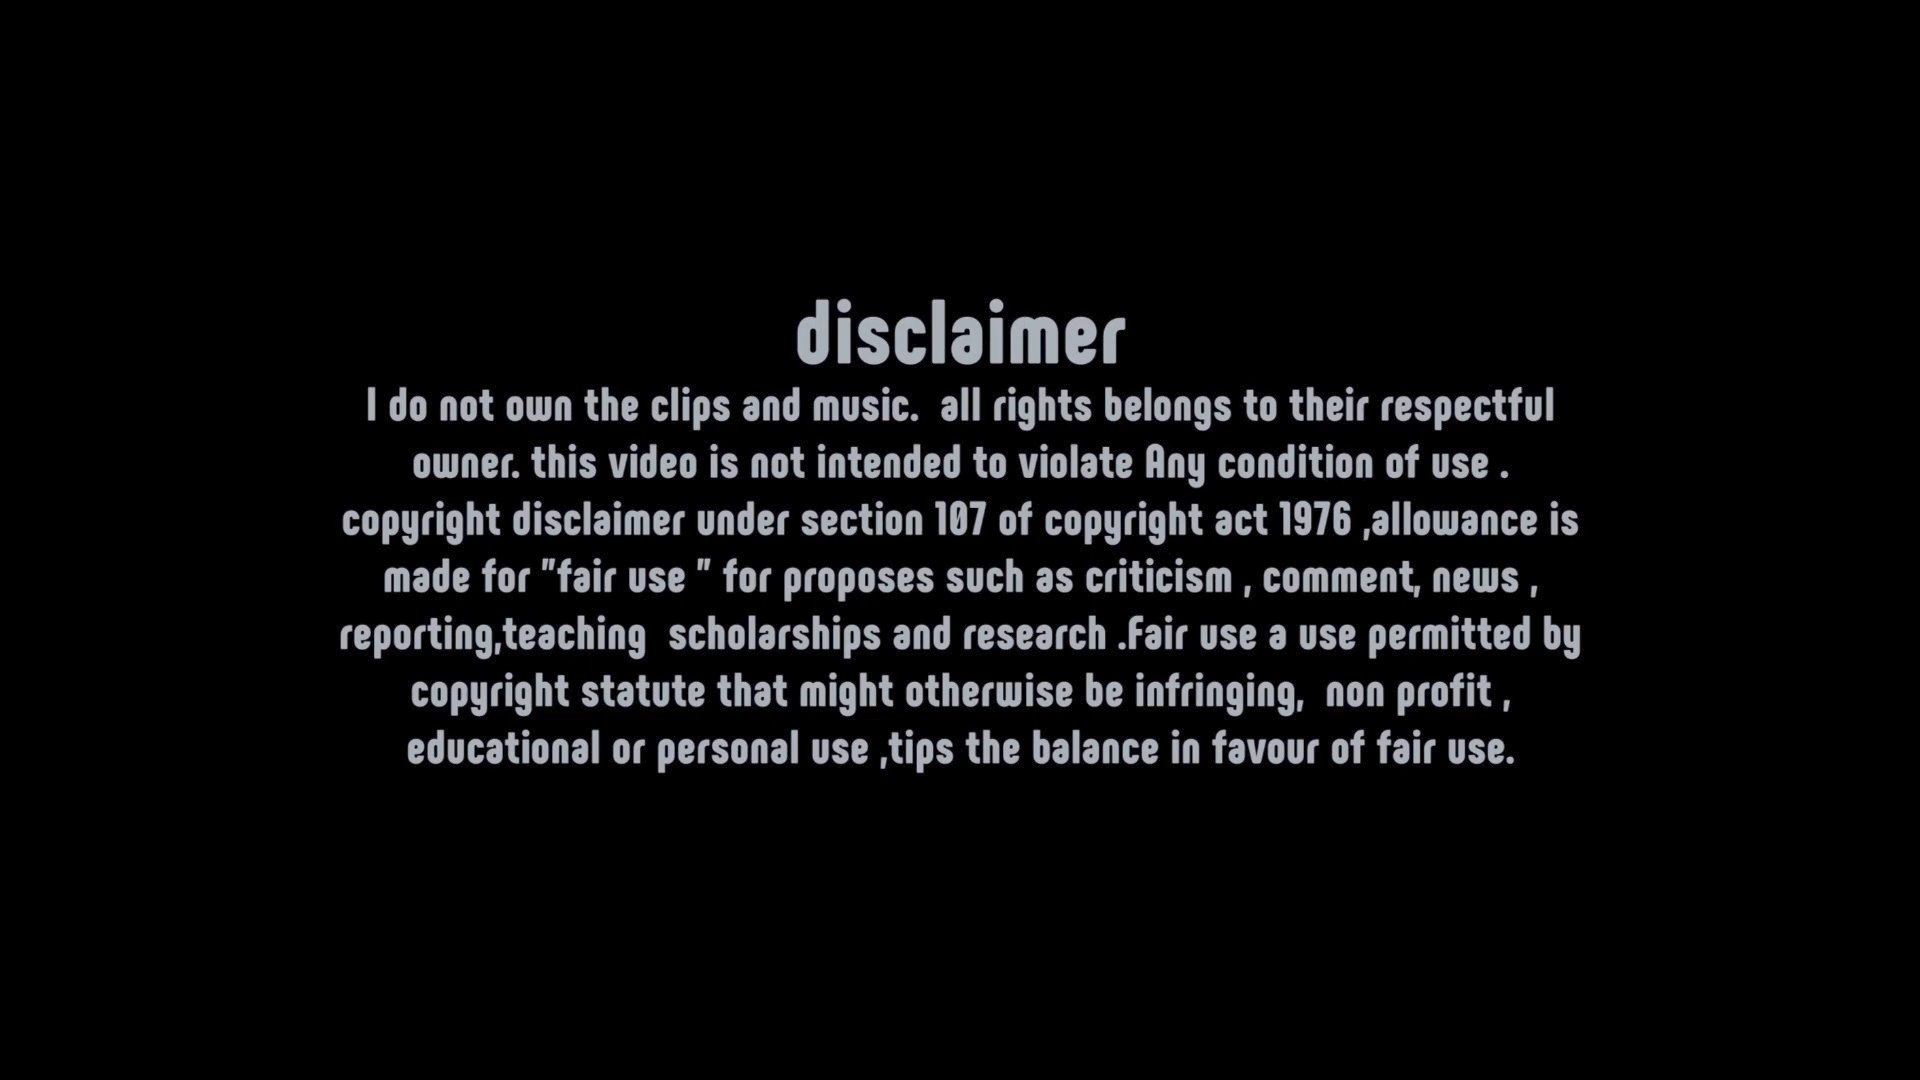 disclaimer
I do not own the clips and music.  all rights belongs to their respectful
owner. this video is not intended to violate Any condition of use .
copyright disclaimer under section 107 of copyright act 1976 ,allowance is
made for "fair use " for proposes such as criticism , comment, news ,
reporting,teaching  scholarships and research .Fair use a use permitted by
copyright statute that might otherwise be infringing,  non profit ,
educational or personal use ,tips the balance in favour of fair use.